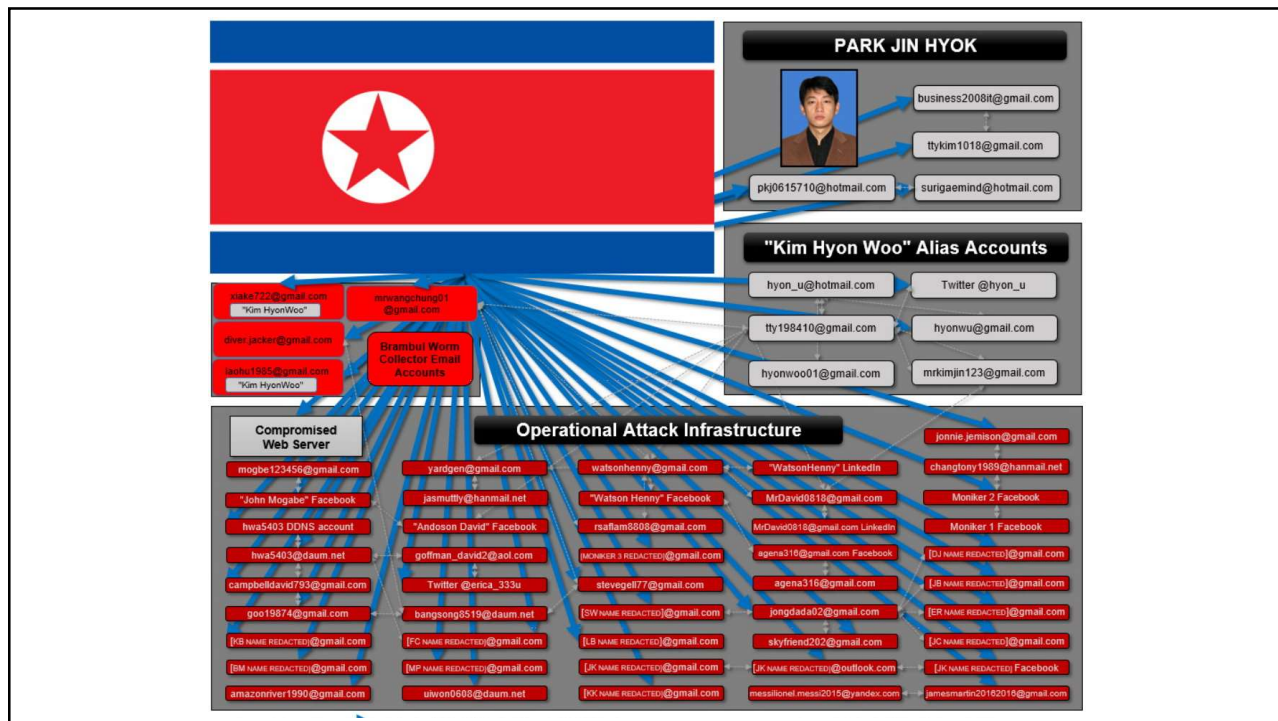 PARK JIN HYOK
business2008it@gmail.com
ttykim1018@gmail.com
pkj0615710@hotmail.com
surigaemind@hotmail.com
"Kim Hyon Woo" Alias Accounts
hyon_u@hotmail.com
Twitter @hyon_u
tty198410@gmail.com
hyonwu@gmail.com
hyonwoo01@gmail.com
mrkimjin123@gmail.com
xiake722@gmail.com
"Kim HyonWoo"
mrwangchung01
@gmail.com
diver.jacker@gmail.com
laohu1985@gmail.com
"Kim HyonWoo"
Brambul Worm
Collector Email
Accounts
Compromised
Web Server
Operational Attack Infrastructure
jonnie.jemison@gmail.com
mogbe123456@gmail.com
yardgen@gmail.com
watsonhenny@gmail.com
"WatsonHenny" LinkedIn
changtony1989@hanmail.net
"John Mogabe" Facebook
jasmuttly@hanmail.net
"Watson Henny" Facebook
MrDavid0818@gmail.com
Moniker 2 Facebook
hwa5403 DDNS account
"Andoson David" Facebook
rsaflam8808@gmail.com
MrDavid0818@gmail.com LinkedIn
Moniker 1 Facebook
hwa5403@daum.net
goffman_david2@aol.com
[MONIKER 3 REDACTED]@gmail.com
agena316@gmail.com Facebook
[DJ NAME REDACTED]@gmail.com
campbelldavid793@gmail.com
Twitter @erica_333u
stevegell77@gmail.com
agena316@gmail.com
[JB NAME REDACTED]@gmail.com
goo19874@gmail.com
bangsong8519@daum.net
[SW NAME REDACTED]@gmail.com
jongdada02@gmail.com
[ER NAME REDACTED]@gmail.com
[KB NAME REDACTED]@gmail.com
[FC NAME REDACTED]@gmail.com
[LB NAME REDACTED]@gmail.com
skyfriend202@gmail.com
[JC NAME REDACTED]@gmail.com
[BM NAME REDACTED]@gmail.com
[MP NAME REDACTED]@gmail.com
[JK NAME REDACTED]@gmail.com
[JK NAME REDACTED]@outlook.com
[JK NAME REDACTED] Facebook
amazonriver1990@gmail.com
uiwon0608@daum.net
[KK NAME REDACTED]@gmail.com
messilionel.messi2015@yandex.com
jamesmartin20162016@gmail.com